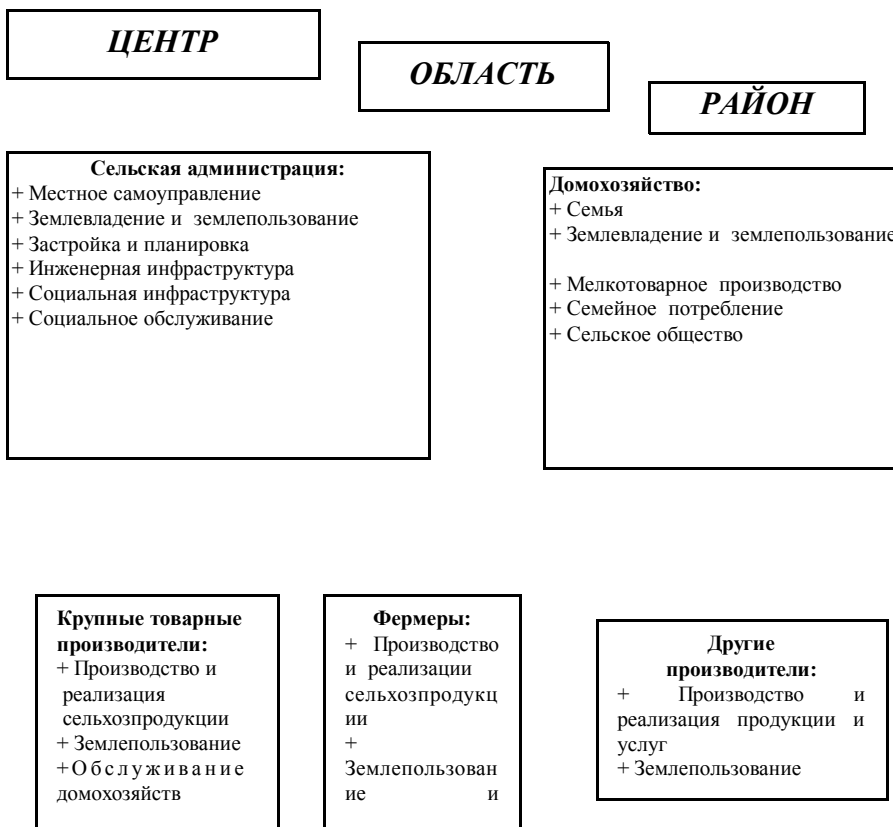 ЦЕНТР
ОБЛАСТЬ
РАЙОН
Сельская администрация:
+ Местное самоуправление
+ Землевладение и землепользование
+ Застройка и планировка
+ Инженерная инфраструктура
+ Социальная инфраструктура
+ Социальное обслуживание
Домохозяйство:
+ Семья
+ Землевладение и землепользование
+ Мелкотоварное производство
+ Семейное потребление
+ Сельское общество
Крупные товарные
производители:
+ Производство и
реализация
сельхозпродукции
+ Землепользование
+Обслуживание
домохозяйств
Фермеры:
+ Производство
и реализации
сельхозпродукц
ии
+
Землепользован
ие и
Другие
производители:
+ Производство и
реализация продукции и
услуг
+ Землепользование